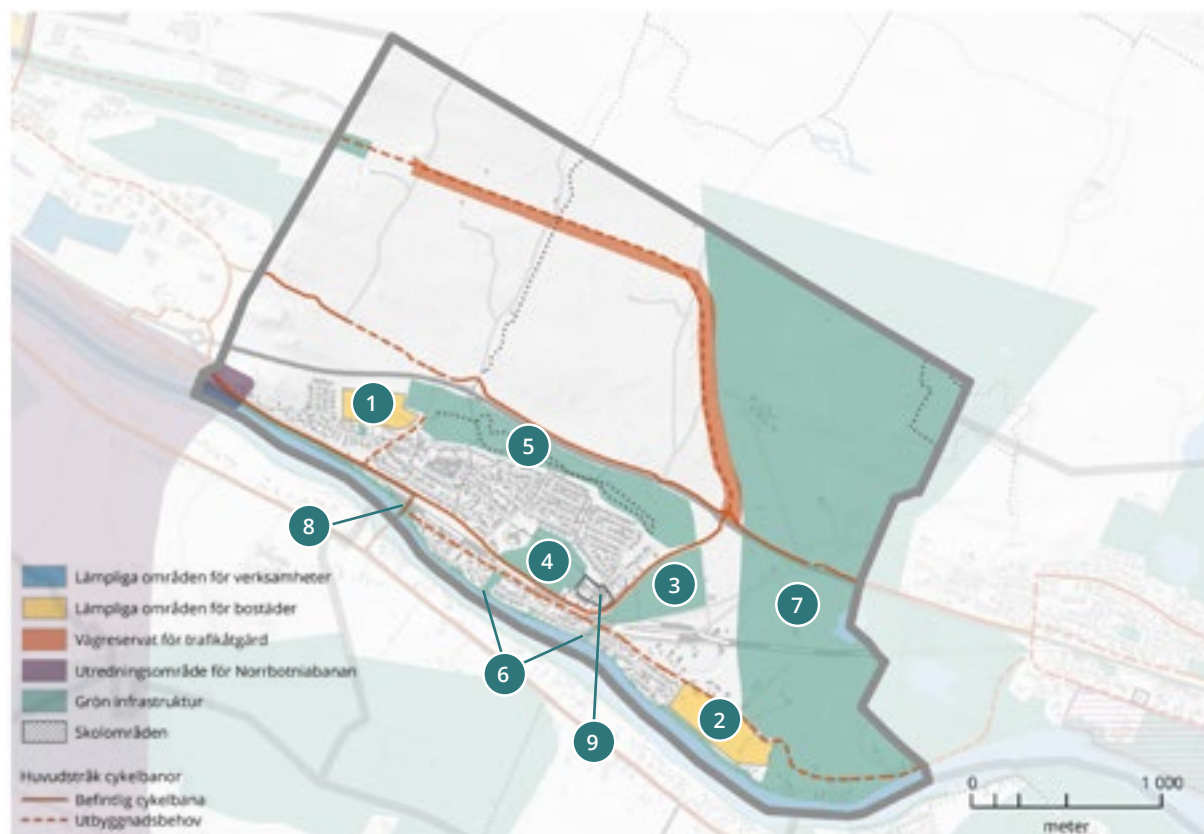 1
5
8
4
3
7
6
2
9
Lämpliga områden för verksamheter
Lämpliga områden för bostäder
Vägreservat för trafikåtgärd
Utredningsområde för Norrbotniabanan
Grön infrastruktur
Skolområden
Huvudstråk cykelbanor
Befintlig cykelbana
Utbyggnadsbehov
0 1 000
meter